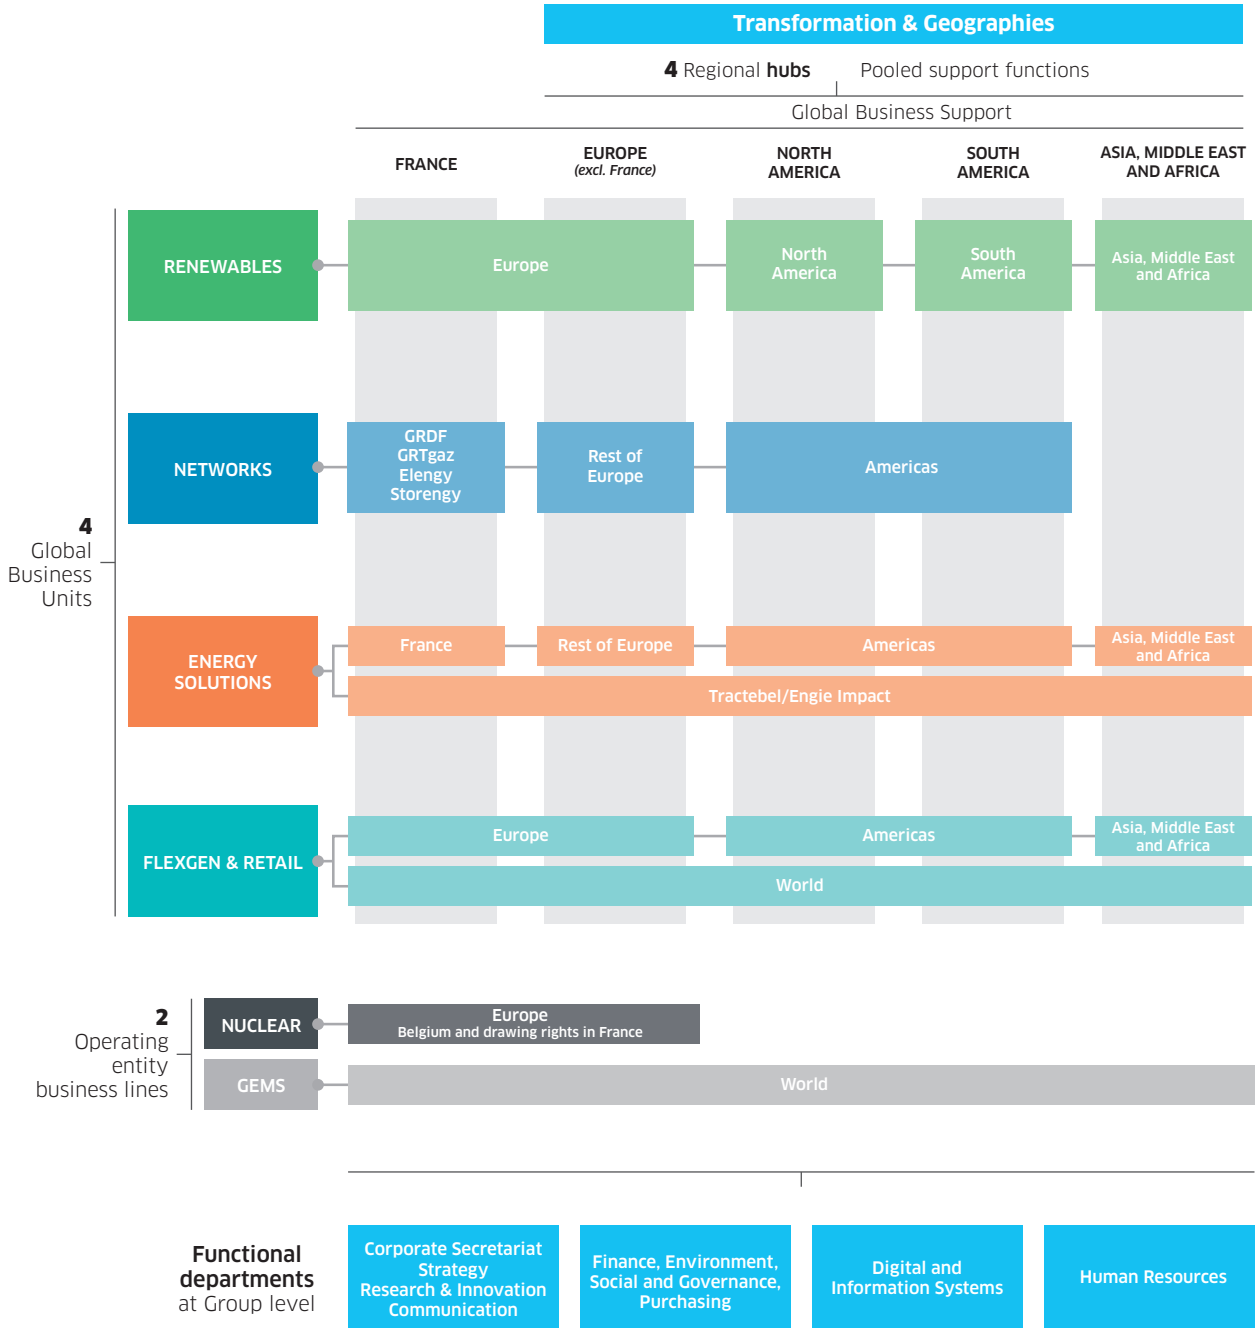 Transformation & Geographies
4 Regional hubs
Pooled support functions
Global Business Support
FRANCE
EUROPE
(excl. France)
NORTH
AMERICA
SOUTH
AMERICA
ASIA, MIDDLE EAST
AND AFRICA
4
Global
Business
Units
RENEWABLES
Europe
North
America
South
America
Asia, Middle East
and Africa
NETWORKS
GRDF
GRTgaz
Elengy
Storengy
Rest of
Europe
Americas
ENERGY
SOLUTIONS
France
Rest of Europe
Americas
Asia, Middle East
and Africa
Tractebel/Engie Impact
FLEXGEN & RETAIL
Europe
Americas
Asia, Middle East
and Africa
World
2
Operating
entity
business lines
NUCLEAR
Europe
Belgium and drawing rights in France
GEMS
World
Functional
departments
at Group level
Corporate Secretariat
Strategy
Research & Innovation
Communication
Finance, Environment,
Social and Governance,
Purchasing
Digital and
Information Systems
Human Resources